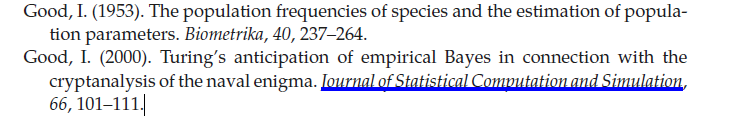 Good, I. (1953). The population frequencies of species and the estimation of popula-
tion parameters. Biometrika, 40, 237–264.
Good, I. (2000). Turing's anticipation of empirical Bayes in connection with the
cryptanalysis of the naval enigma. Journal of Statistical Computation and Simulation,
66, 101–111.